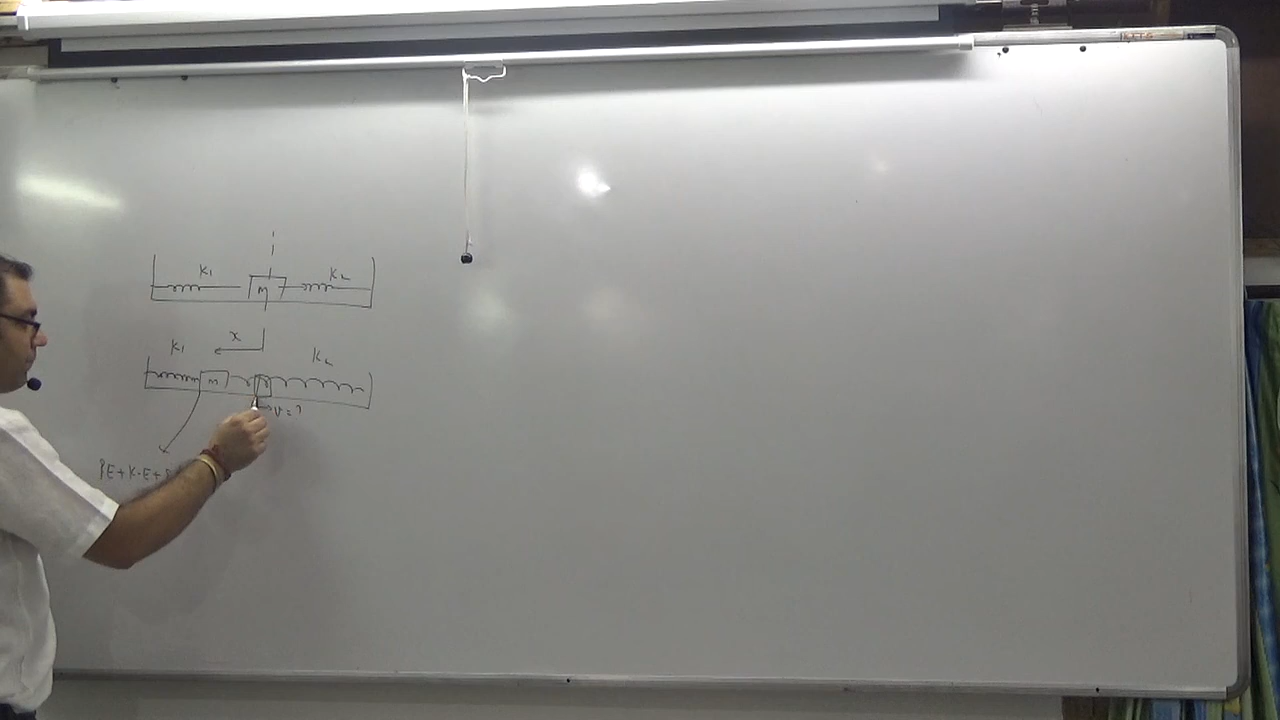 K₁ M K₂
x
K₁ K₂
m
v = ?
PE + K.E +